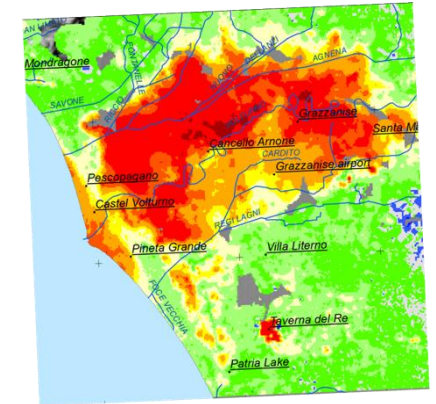 Mondragone
SAVONE
AGNENA
Grazzanise
Santa M
Cancello Arnone
CARDITO
Grazzanise airport
Pescopagano
Castel Volturno
REGI LAGNI
Pineta Grande
Villa Literno
FOCE VECCHIA
Taverna del Re
Patria Lake